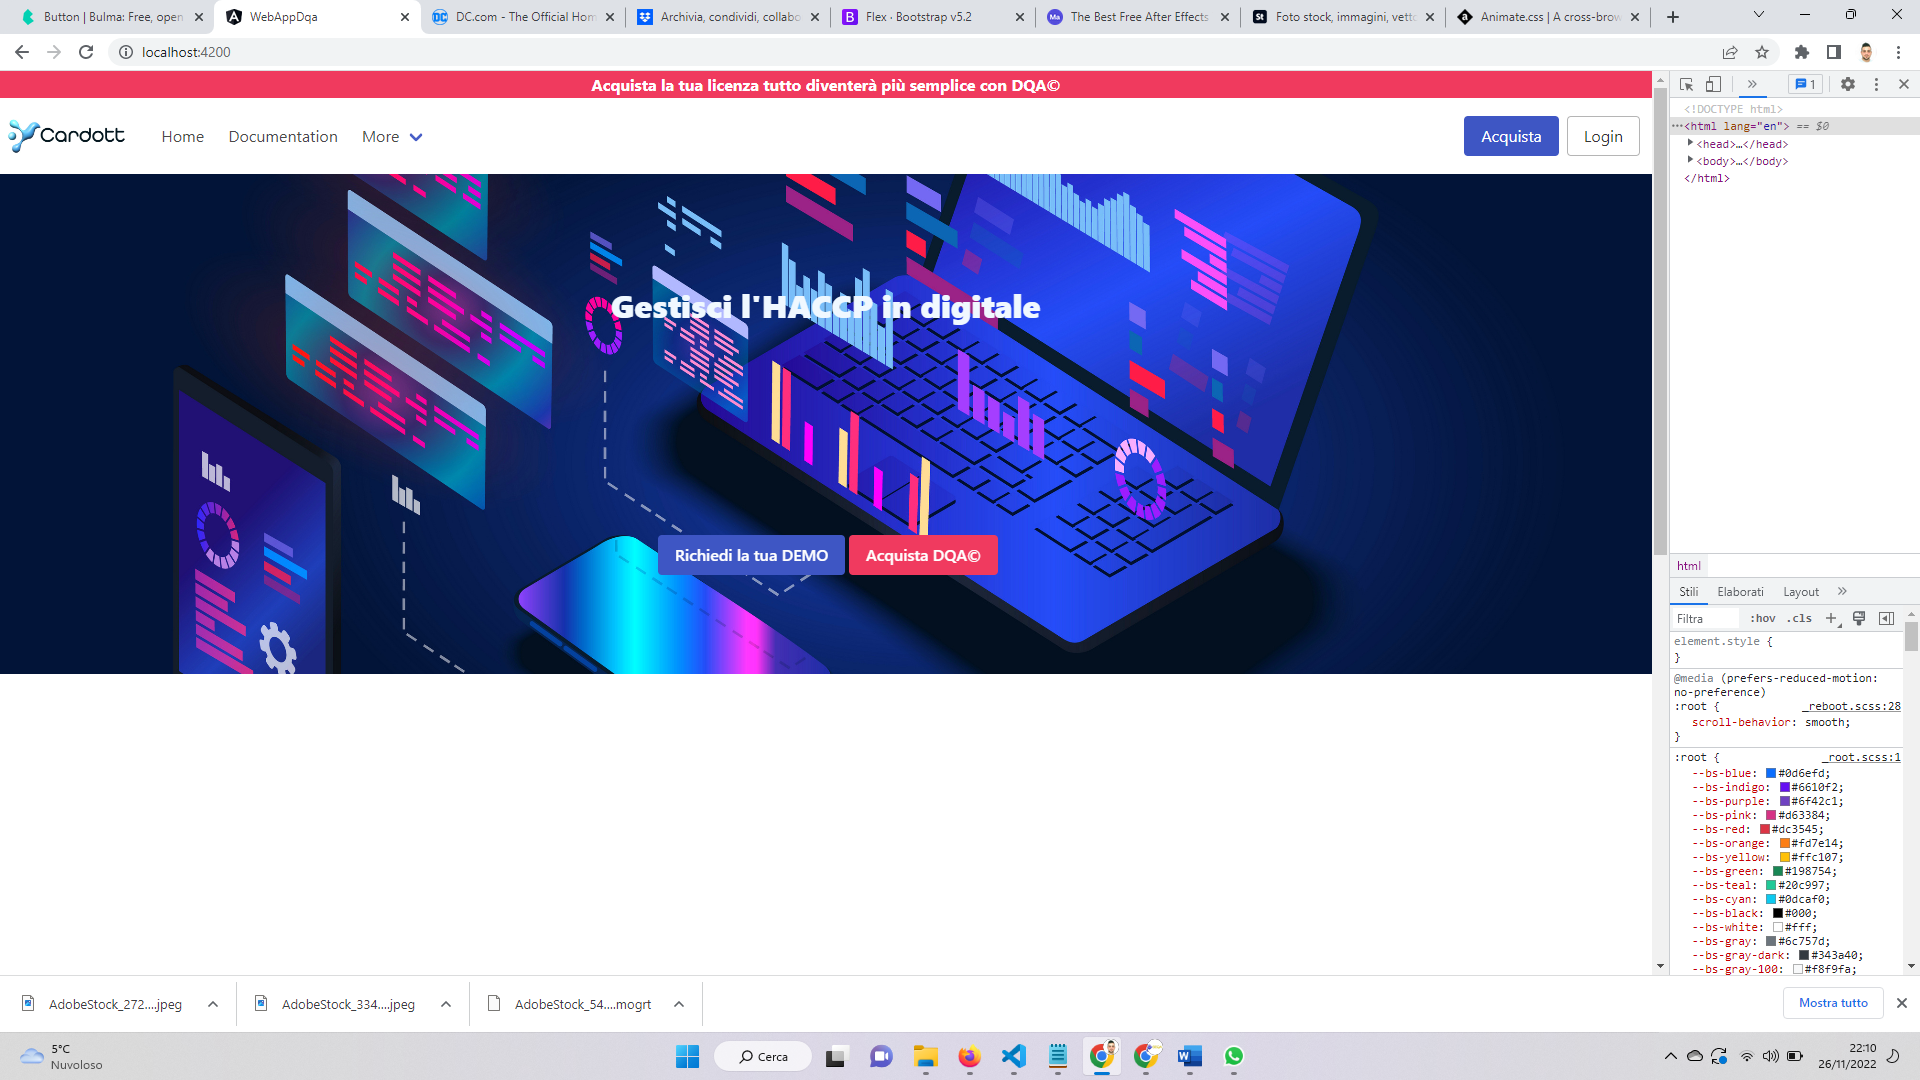 Button | Bulma: Free, open
WebAppDqa
DC.com - The Official Hom
Archivia, condividi, collabo
Flex · Bootstrap v5.2
The Best Free After Effects
Foto stock, immagini, vetto
Animate.css | A cross-brow
localhost:4200
Acquista la tua licenza tutto diventerà più semplice con DQA©
Cardott
Home
Documentation
More
Acquista
Login
Gestisci l'HACCP in digitale
Richiedi la tua DEMO
Acquista DQA©
1
<!DOCTYPE html>
<html lang="en"> == $0
<head>…</head>
<body>…</body>
</html>
html
Stili
Elaborati
Layout
Filtra
:hov
.cls
element.style {
}
@media (prefers-reduced-motion:
no-preference)
:root {
_reboot.scss:28
scroll-behavior: smooth;
}
:root {
_root.scss:1
--bs-blue: #0d6efd;
--bs-indigo: #6610f2;
--bs-purple: #6f42c1;
--bs-pink: #d63384;
--bs-red: #dc3545;
--bs-orange: #fd7e14;
--bs-yellow: #ffc107;
--bs-green: #198754;
--bs-teal: #20c997;
--bs-cyan: #0dcaf0;
--bs-black: #000;
--bs-white: #fff;
--bs-gray: #6c757d;
--bs-gray-dark: #343a40;
--bs-gray-100: #f8f9fa;
AdobeStock_272....jpeg
AdobeStock_334....jpeg
AdobeStock_54....mogrt
Mostra tutto
5°C
Nuvoloso
Cerca
22:10
26/11/2022